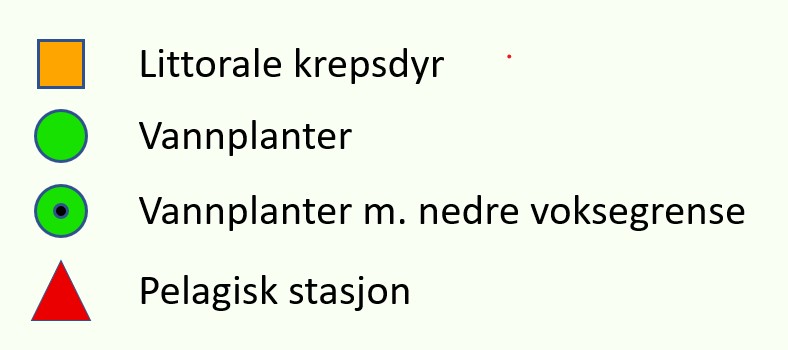 Littorale krepsdyr
Vannplanter
Vannplanter m. nedre voksegrense
Pelagisk stasjon